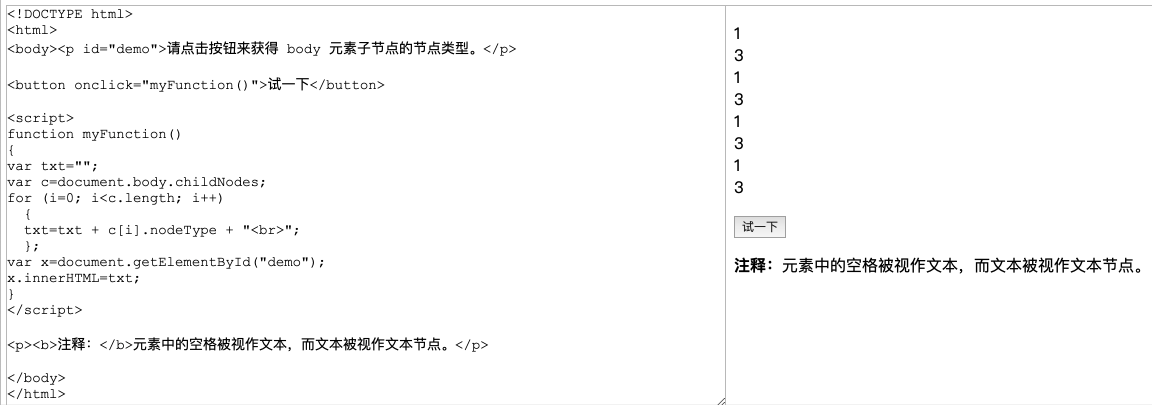 <!DOCTYPE html>
<html>
<body><p id="demo">请点击按钮来获得 body 元素子节点的节点类型。</p>
<button onclick="myFunction()">试一下</button>
<script>
function myFunction()
{
var txt="";
var c=document.body.childNodes;
for (i=0; i<c.length; i++)
  {
  txt=txt + c[i].nodeType + "<br>";
  };
var x=document.getElementById("demo");
x.innerHTML=txt;
}
</script>
<p><b>注释：</b>元素中的空格被视作文本，而文本被视作文本节点。</p>
</body>
</html>
1
3
1
3
1
3
1
3
试一下
注释：元素中的空格被视作文本，而文本被视作文本节点。